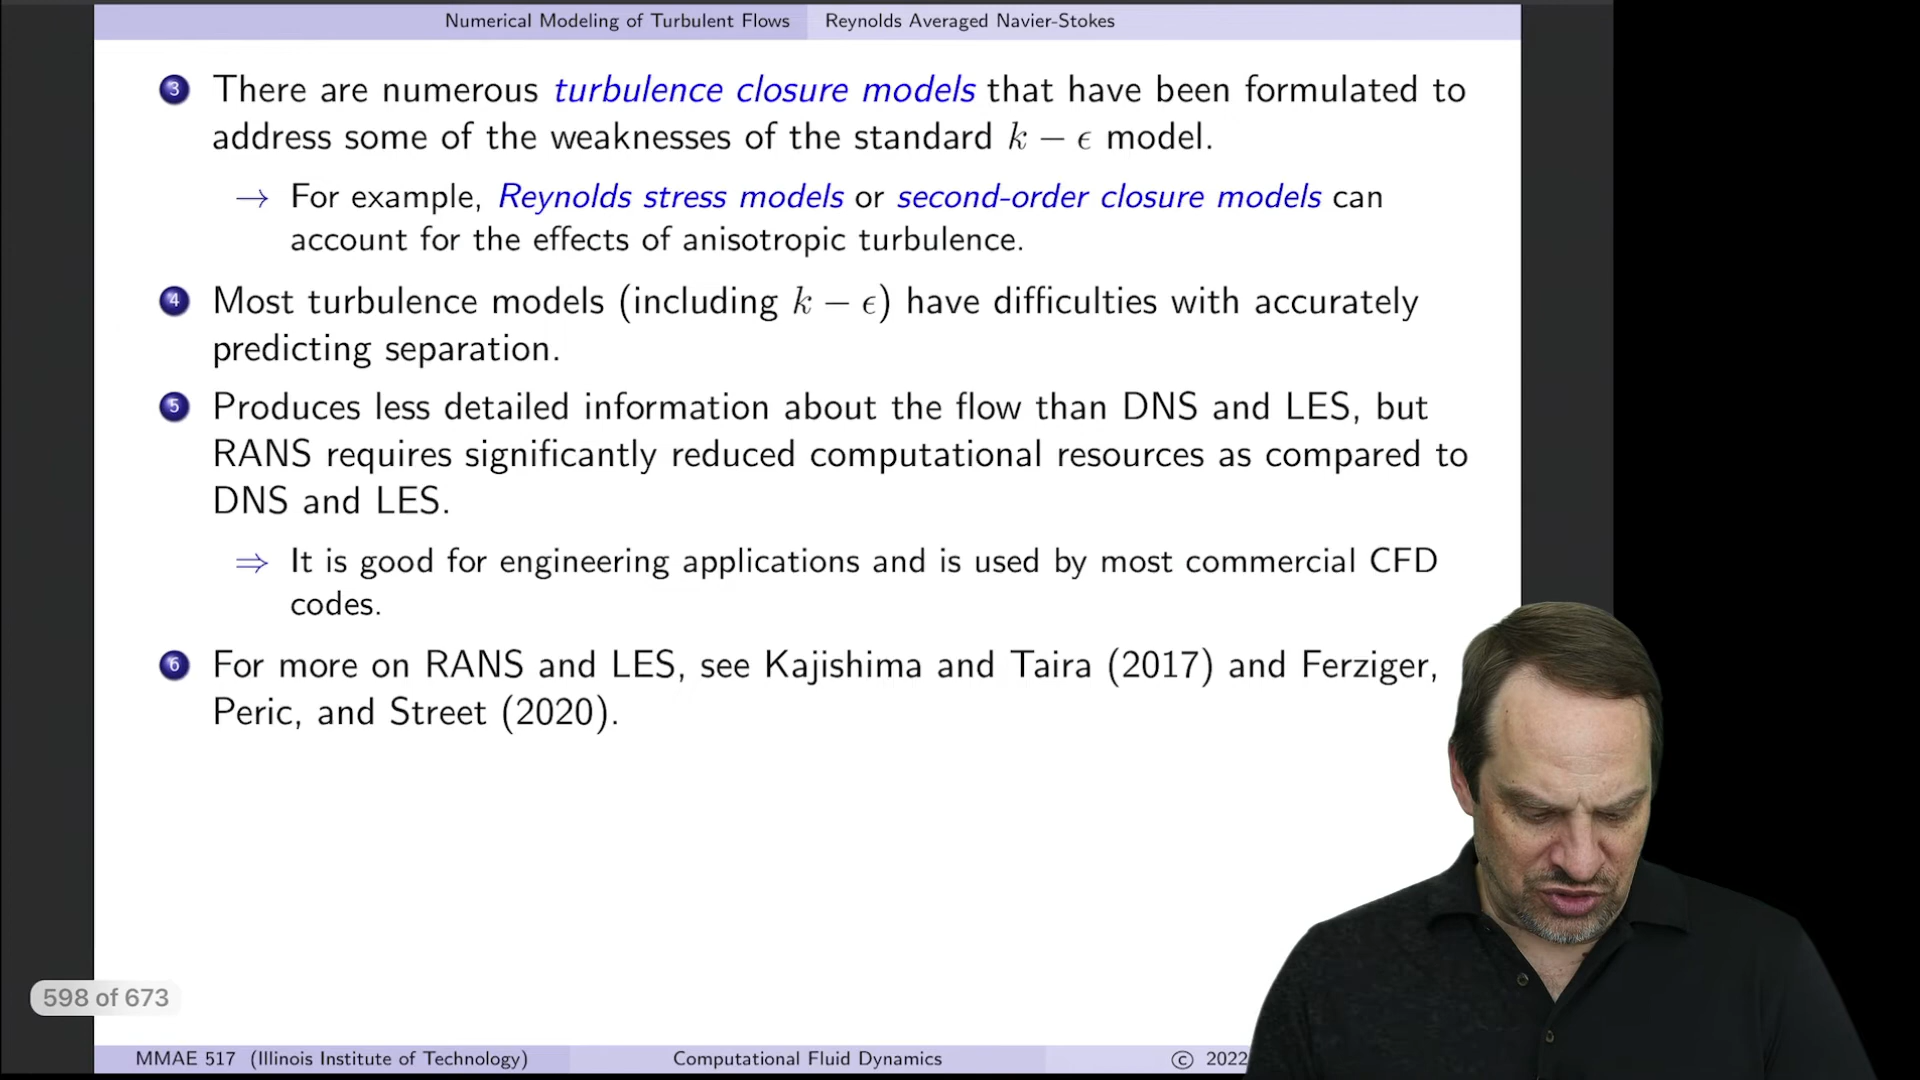 Numerical Modeling of Turbulent Flows Reynolds Averaged Navier-Stokes
3 There are numerous turbulence closure models that have been formulated to
address some of the weaknesses of the standard k − ϵ model.
→ For example, Reynolds stress models or second-order closure models can
account for the effects of anisotropic turbulence.
4 Most turbulence models (including k − ϵ) have difficulties with accurately
predicting separation.
5 Produces less detailed information about the flow than DNS and LES, but
RANS requires significantly reduced computational resources as compared to
DNS and LES.
⇒ It is good for engineering applications and is used by most commercial CFD
codes.
6 For more on RANS and LES, see Kajishima and Taira (2017) and Ferziger,
Peric, and Street (2020).
598 of 673
MMAE 517 (Illinois Institute of Technology) Computational Fluid Dynamics © 2022